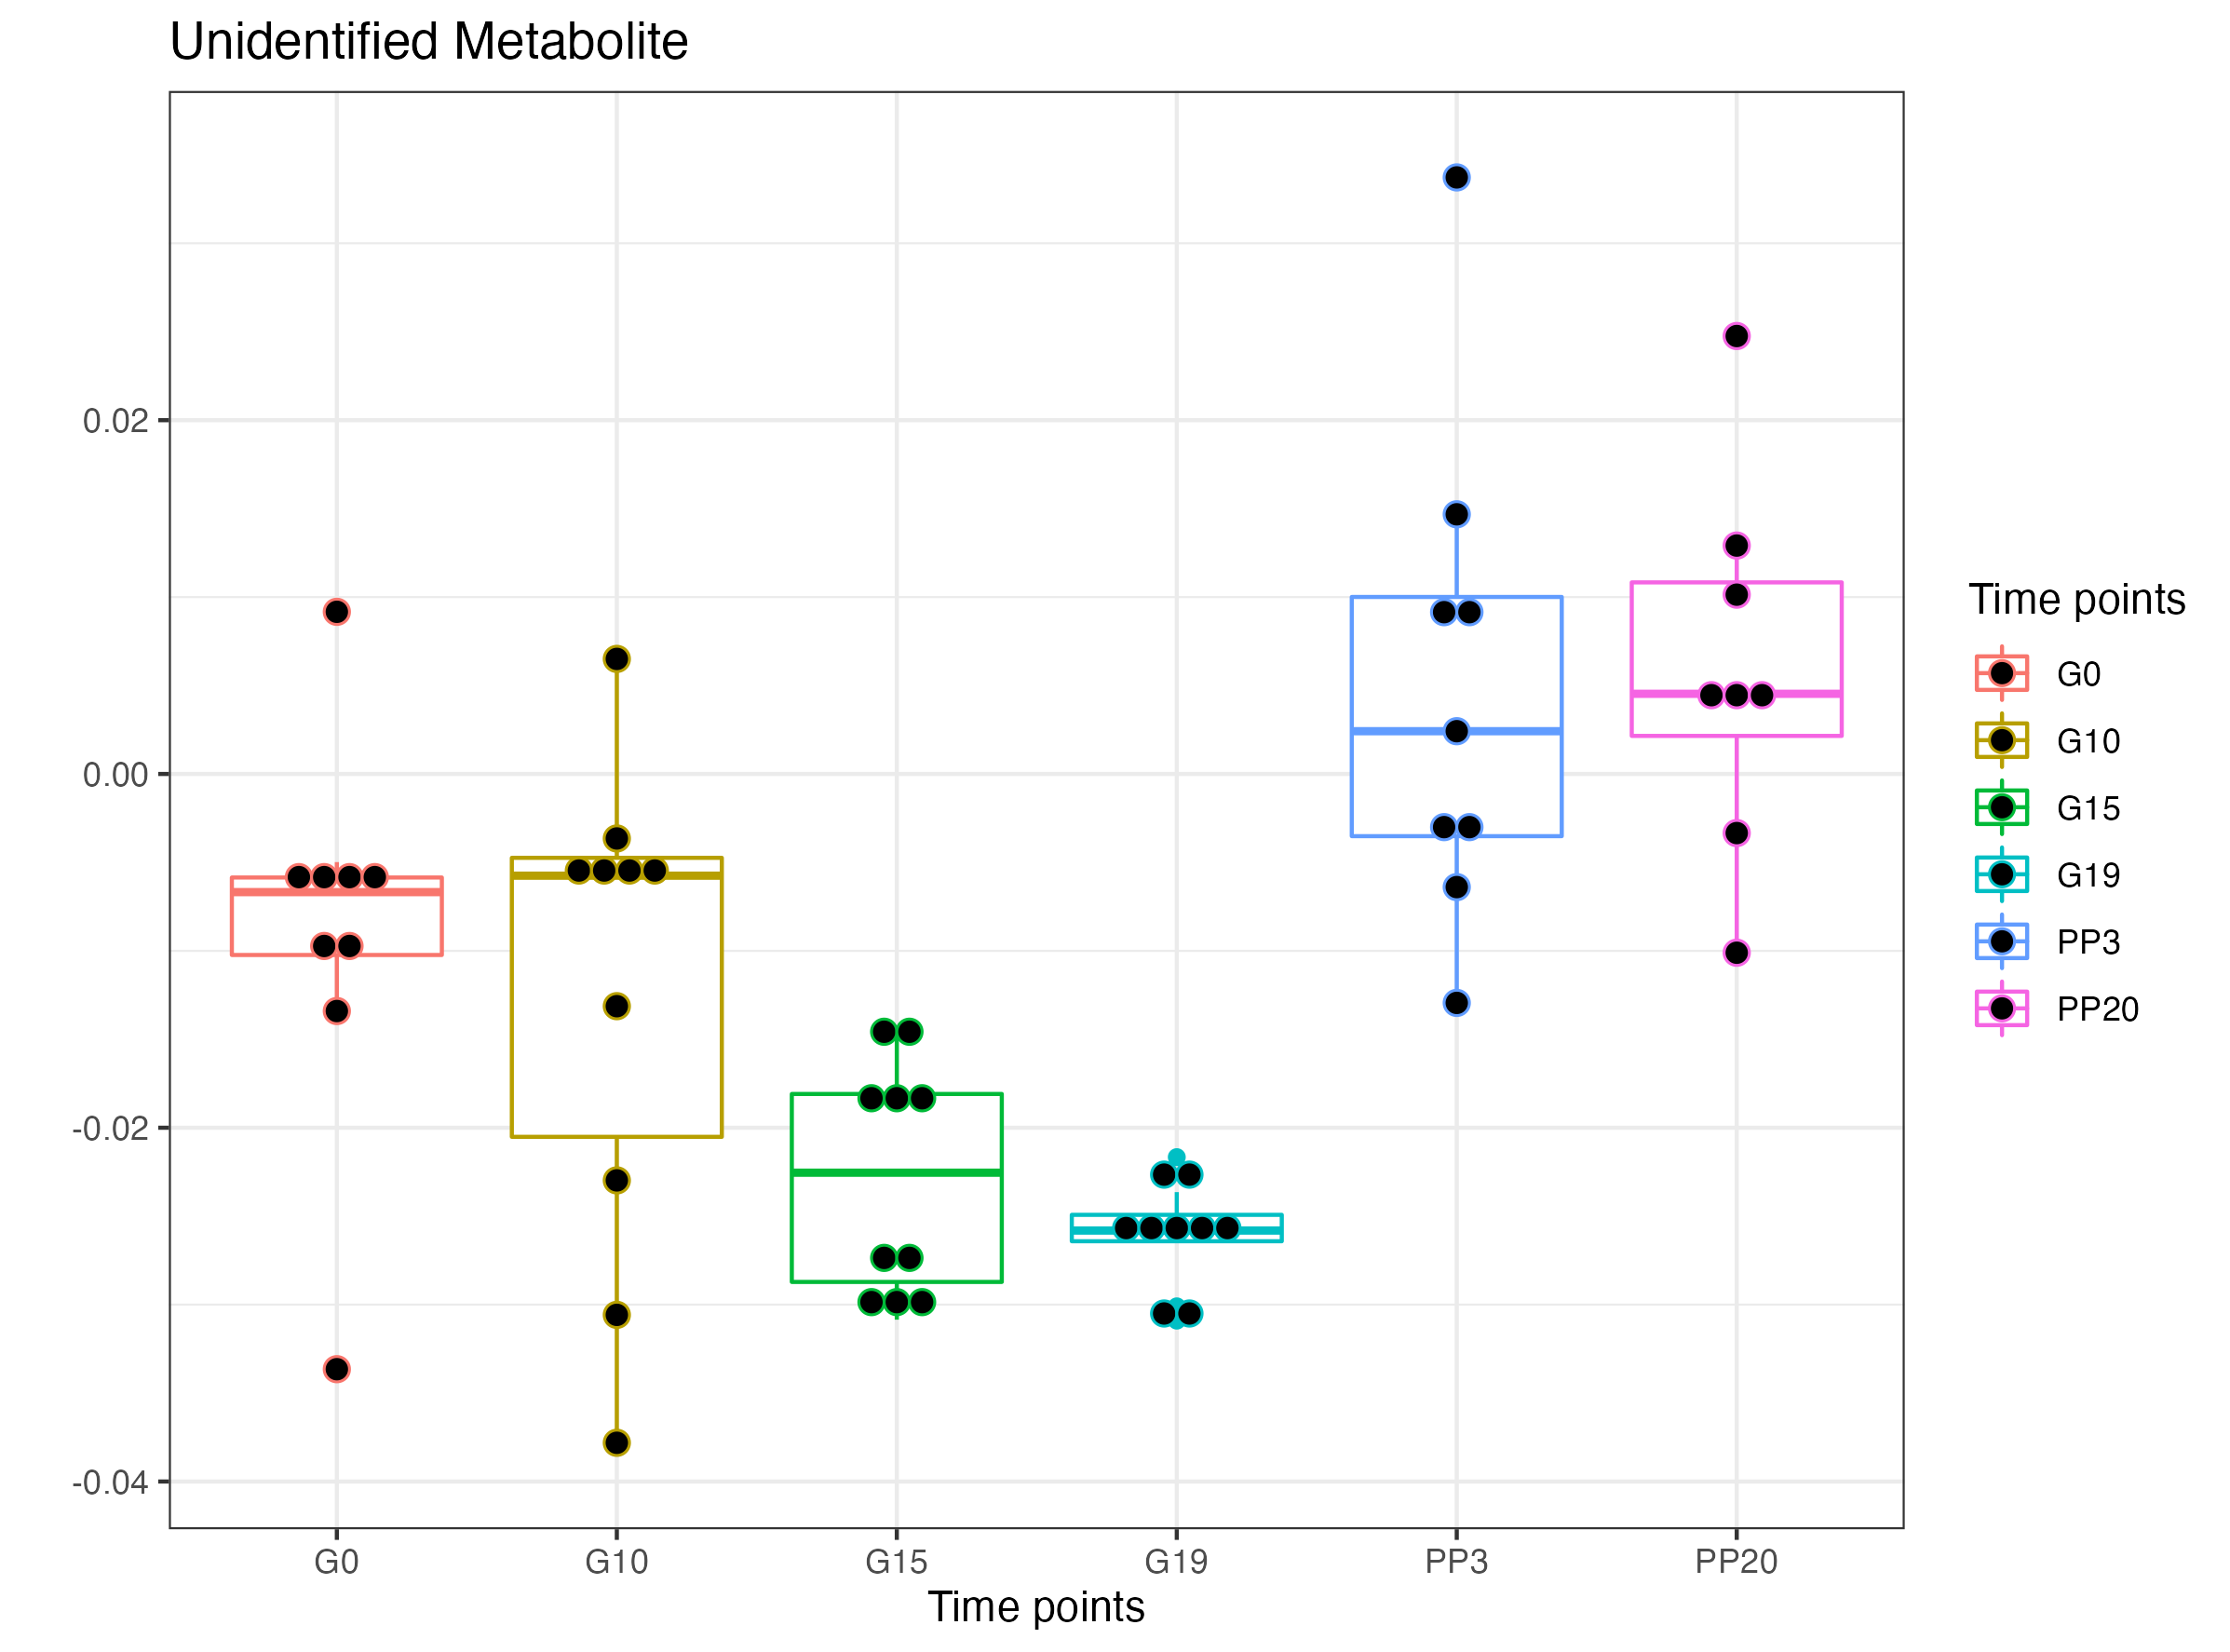 Unidentified Metabolite
0.02
0.00
-0.02
-0.04
G0 G10 G15 G19 PP3 PP20
Time points
Time points
G0
G10
G15
G19
PP3
PP20